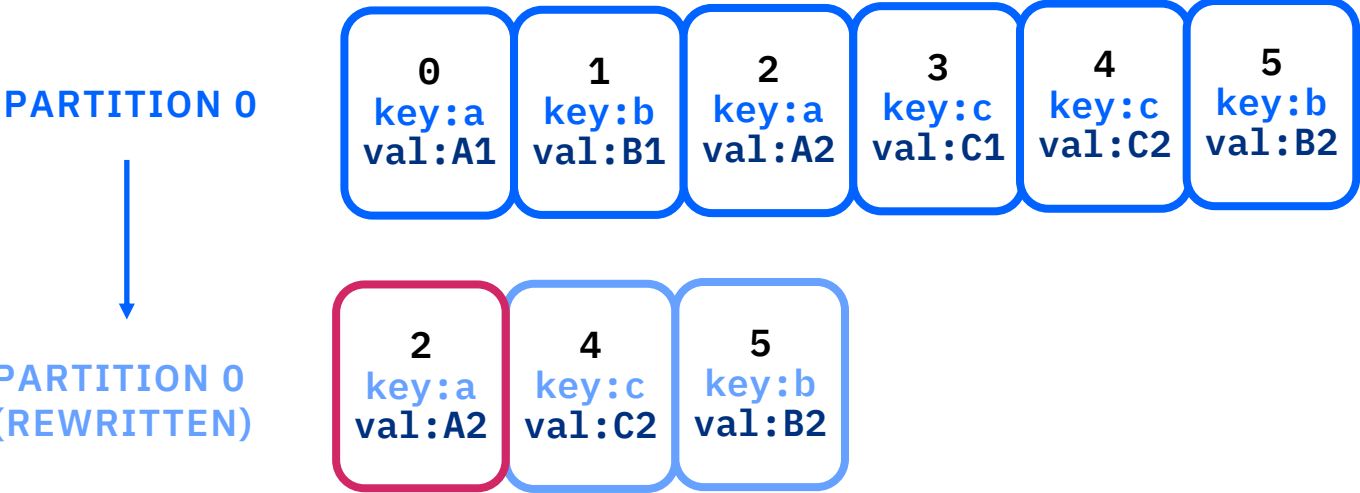 PARTITION 0
0
key:a
val:A1
1
key:b
val:B1
2
key:a
val:A2
3
key:c
val:C1
4
key:c
val:C2
5
key:b
val:B2
PARTITION 0
(REWRITTEN)
2
key:a
val:A2
4
key:c
val:C2
5
key:b
val:B2